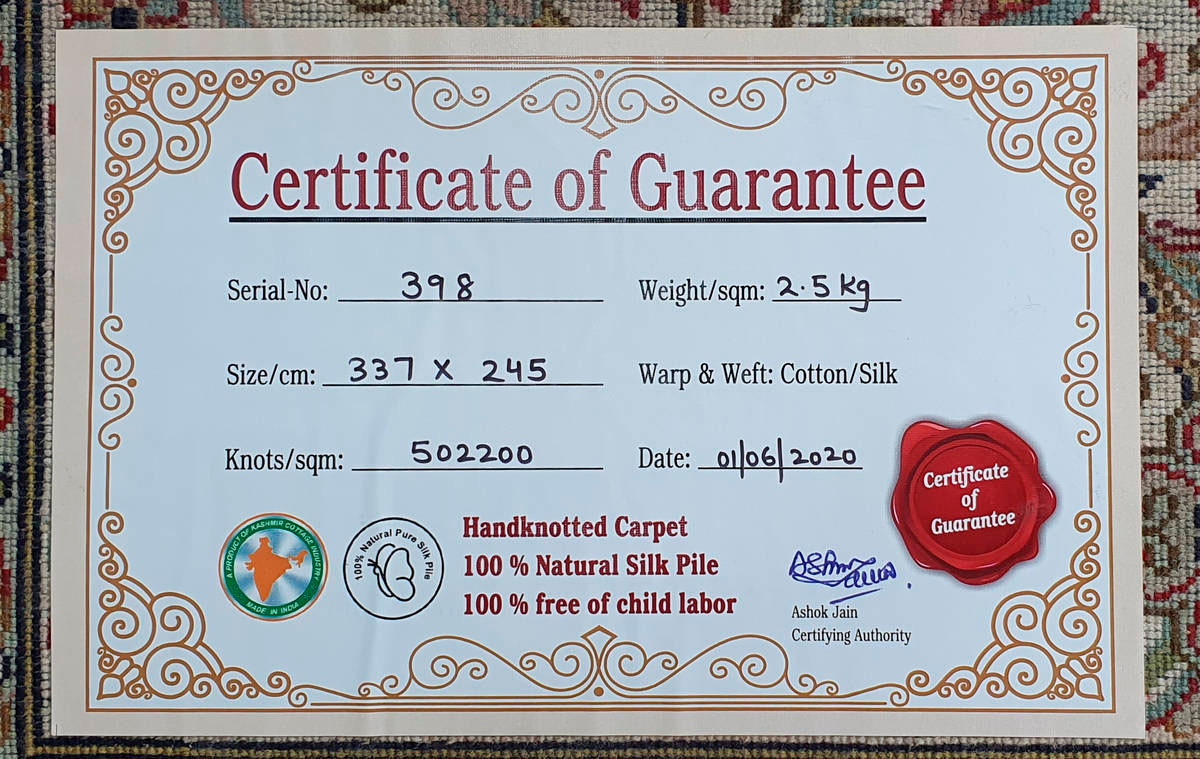 Certificate of Guarantee
Serial-No: 398
Weight/sqm: 2.5 kg
Size/cm: 337 x 245
Warp & Weft: Cotton/Silk
Knots/sqm: 502200
Date: 01/06/2020
Certificate
of
Guarantee
A PRODUCT OF KASHMIR COTTAGE INDUSTRY
MADE IN INDIA
100% Natural Pure Silk Pile
Handknotted Carpet
100 % Natural Silk Pile
100 % free of child labor
Ashok Jain
Certifying Authority